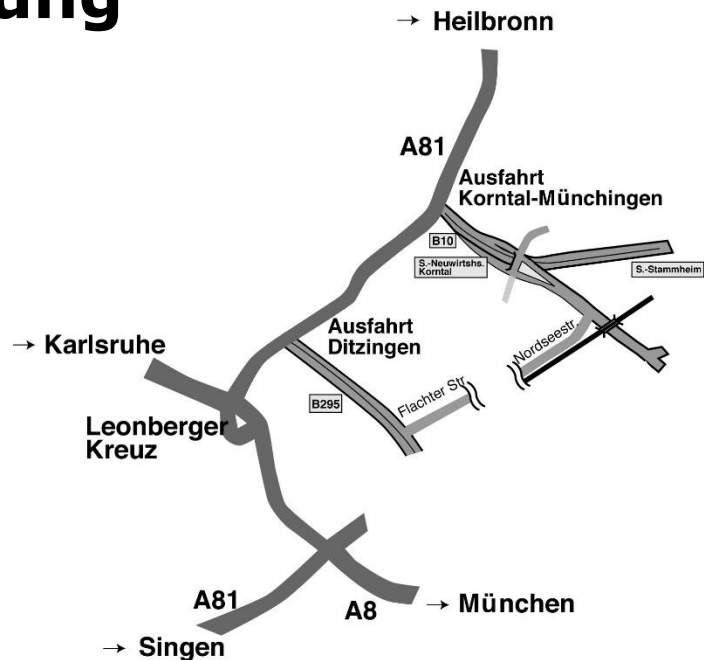 ung
→ Heilbronn
A81
Ausfahrt
Korntal-Münchingen
B10
S.-Neuwirtshs.
Korntal
S.-Stammheim
→ Karlsruhe
Ausfahrt
Ditzingen
Nordseestr.
B295
Flachter Str
Leonberger
Kreuz
A81
A8
→ München
→ Singen